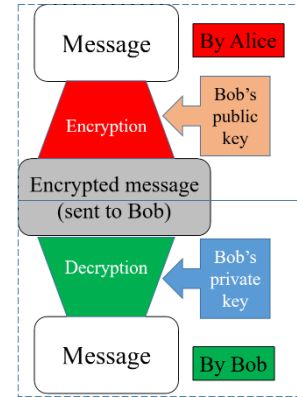 Message
By Alice
Encryption
Bob's
public
key
Encrypted message
(sent to Bob)
Decryption
Bob's
private
key
Message
By Bob